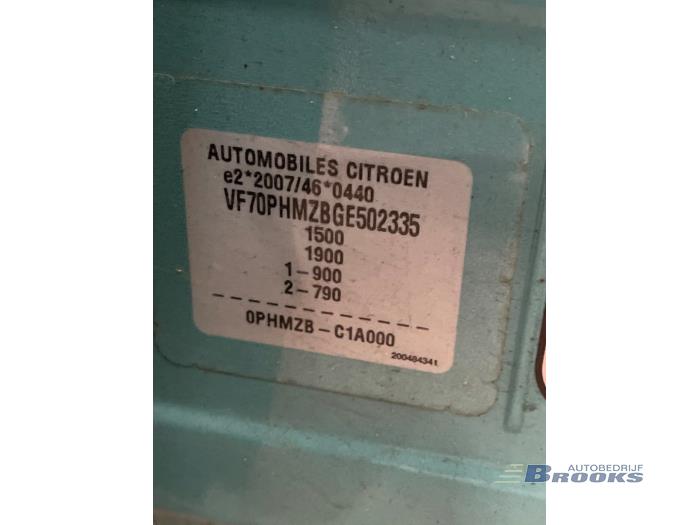 AUTOMOBILES CITROEN
e2*2007/46*0440
VF70PHMZBGE502335
1500
1900
1-900
2-790
0PHMZB-C1A000
200484341
AUTOBEDRIJF
BROOKS